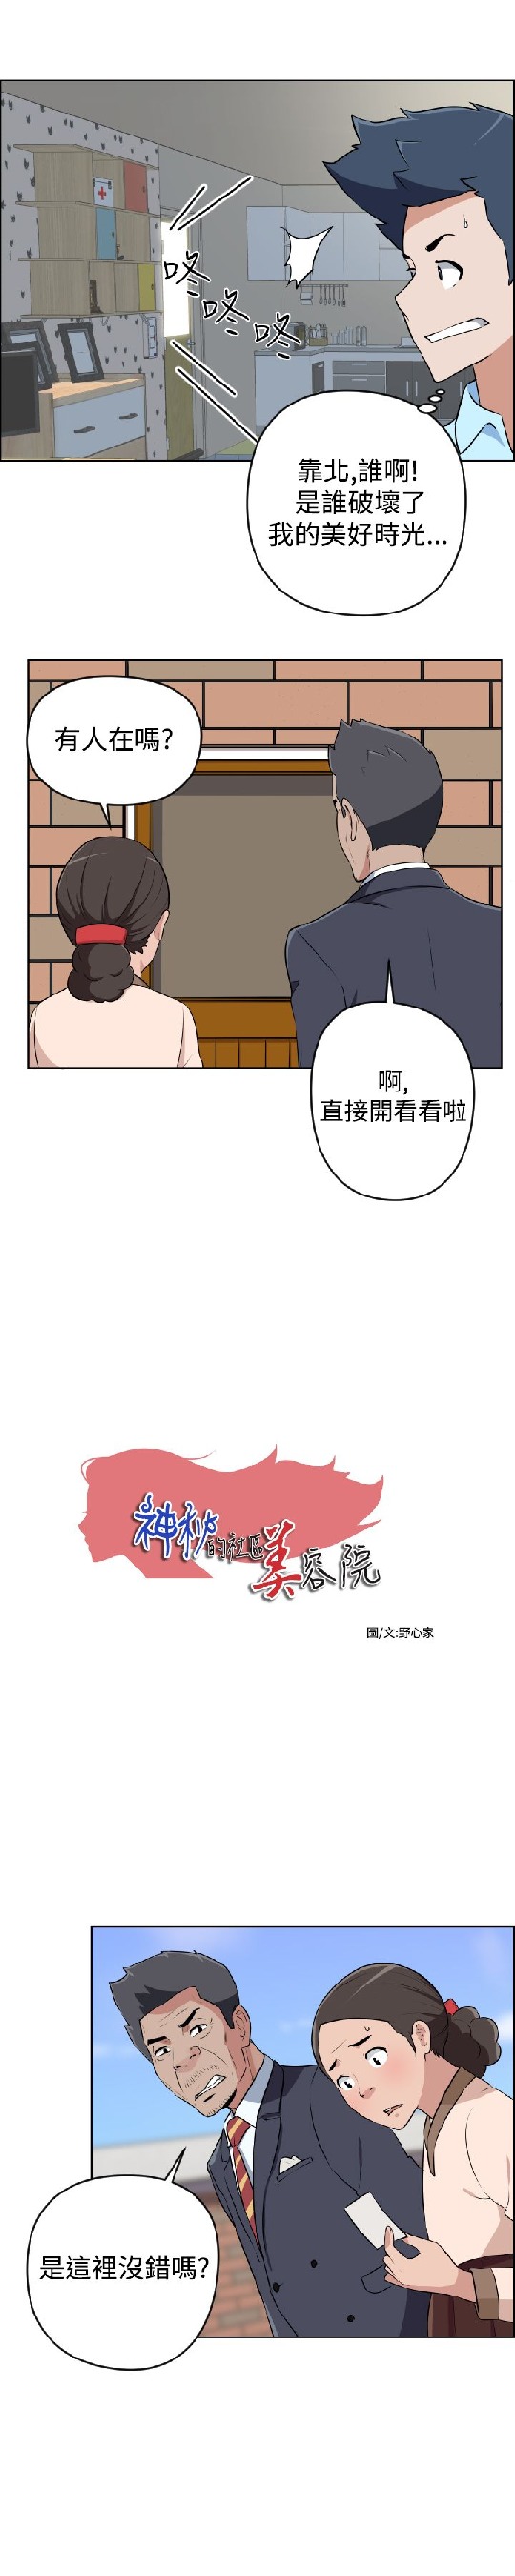 咚
咚
咚
靠北,誰啊!
是誰破壞了
我的美好時光...
有人在嗎?
啊,
直接開看看啦
神秘的社區美容院
圖/文:野心家
是這裡沒錯嗎?